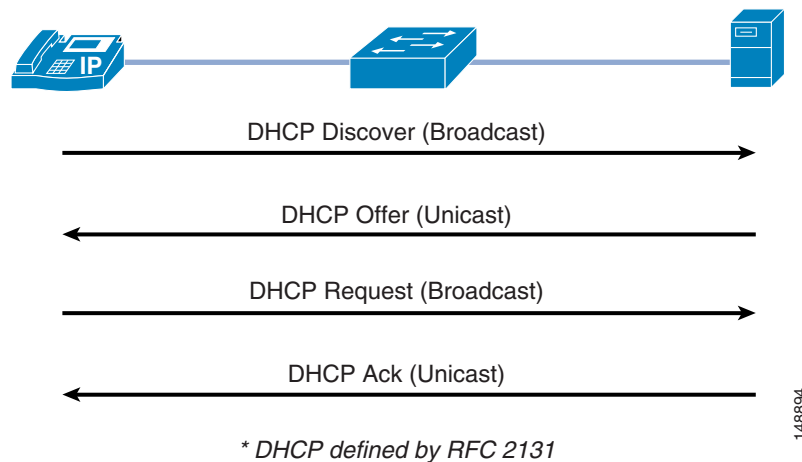 IP
DHCP Discover (Broadcast)
DHCP Offer (Unicast)
DHCP Request (Broadcast)
DHCP Ack (Unicast)
148894
* DHCP defined by RFC 2131